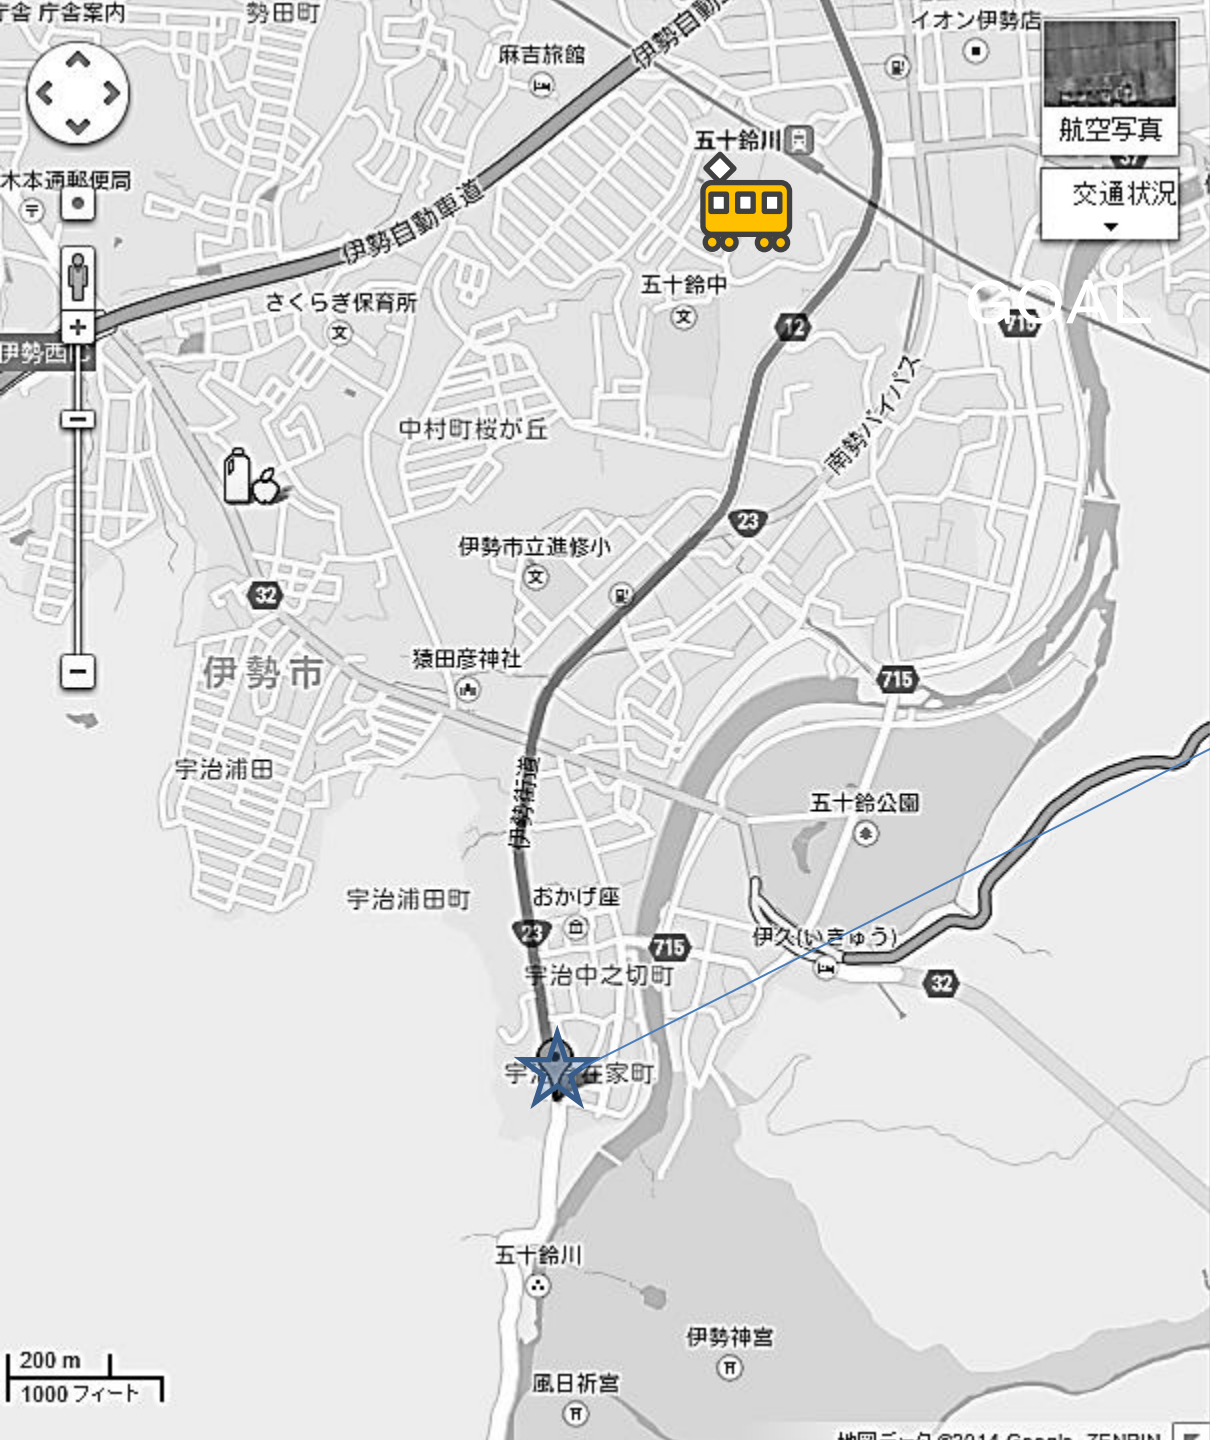 庁舎案内
勢田町
イオン伊勢店
麻吉旅館
伊勢自動
航空写真
五十鈴川
37
木本通郵便局
交通状況
伊勢自動車道
五十鈴中
さくらぎ保育所
GOAL
12
715
伊勢西
南勢バイパス
中村町桜が丘
23
伊勢市立進修小
32
猿田彦神社
伊勢市
715
宇治浦田
伊勢街道
五十鈴公園
宇治浦田町
おかげ座
23
715
伊久(いきゅう)
宇治中之切町
32
在家町
五十鈴川
伊勢神宮
200 m
風日祈宮
1000 フィート